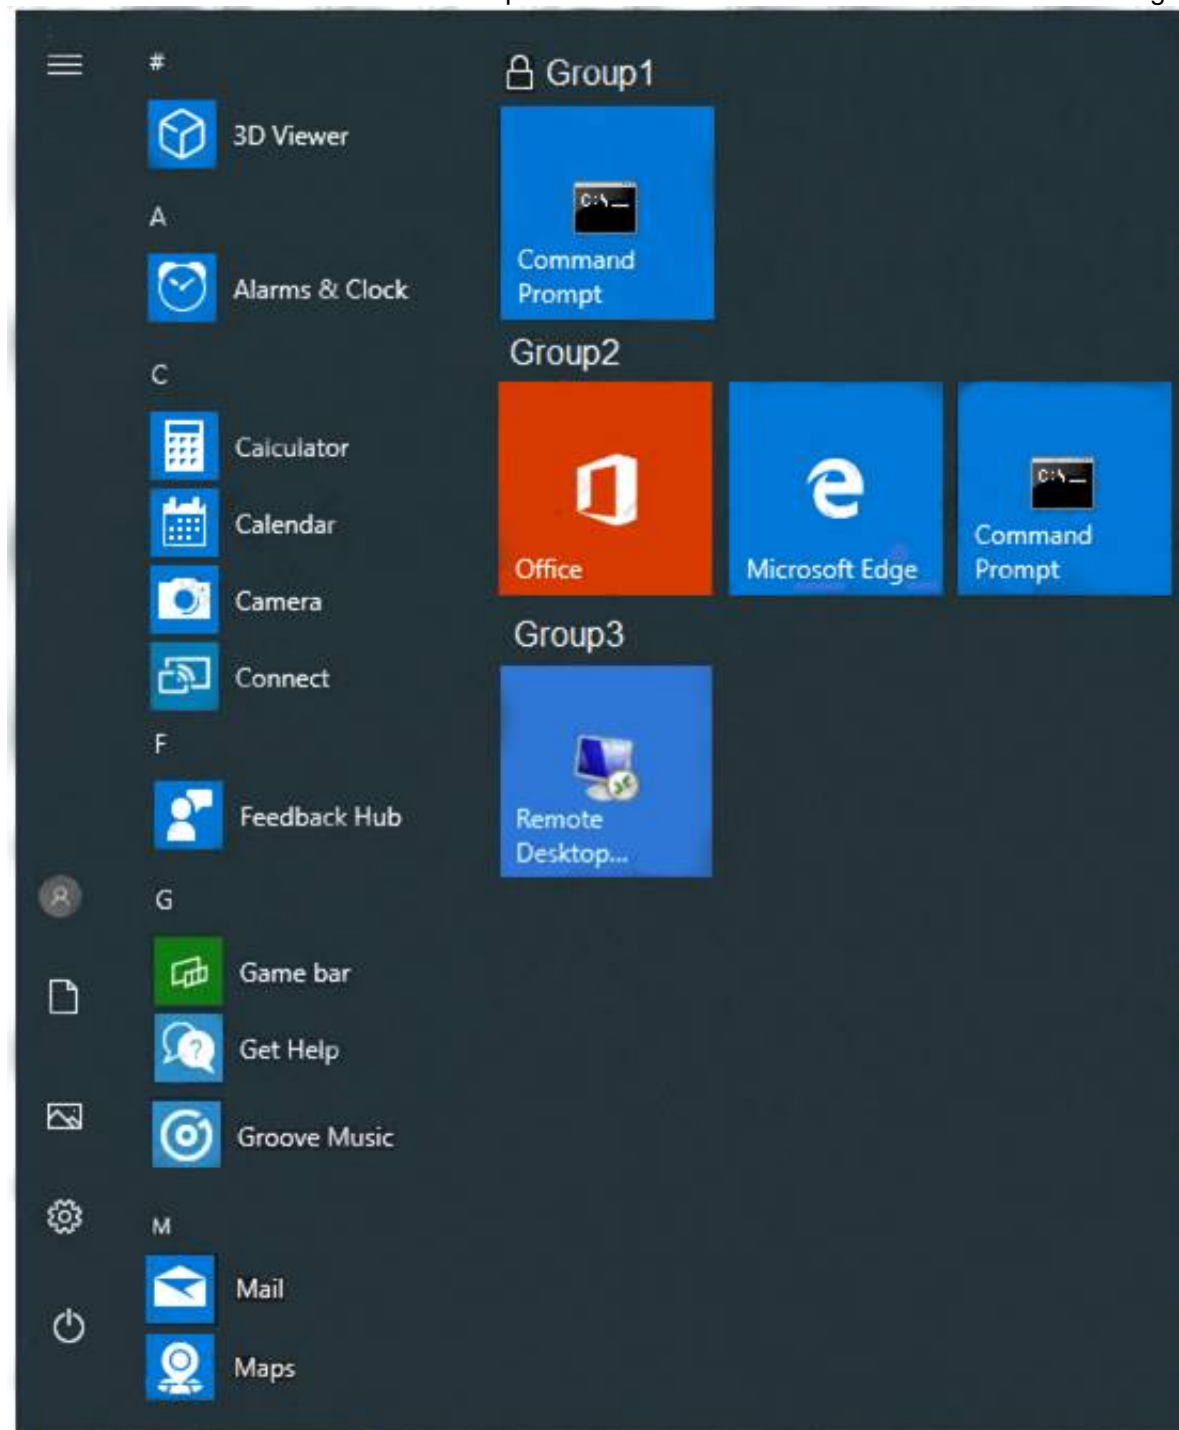 #
3D Viewer
A
Alarms & Clock
C
Calculator
Calendar
Camera
Connect
F
Feedback Hub
G
Game bar
Get Help
Groove Music
M
Mail
Maps
Group1
C:\_
Command
Prompt
Group2
Office
Microsoft Edge
C:\_
Command
Prompt
Group3
Remote
Desktop...